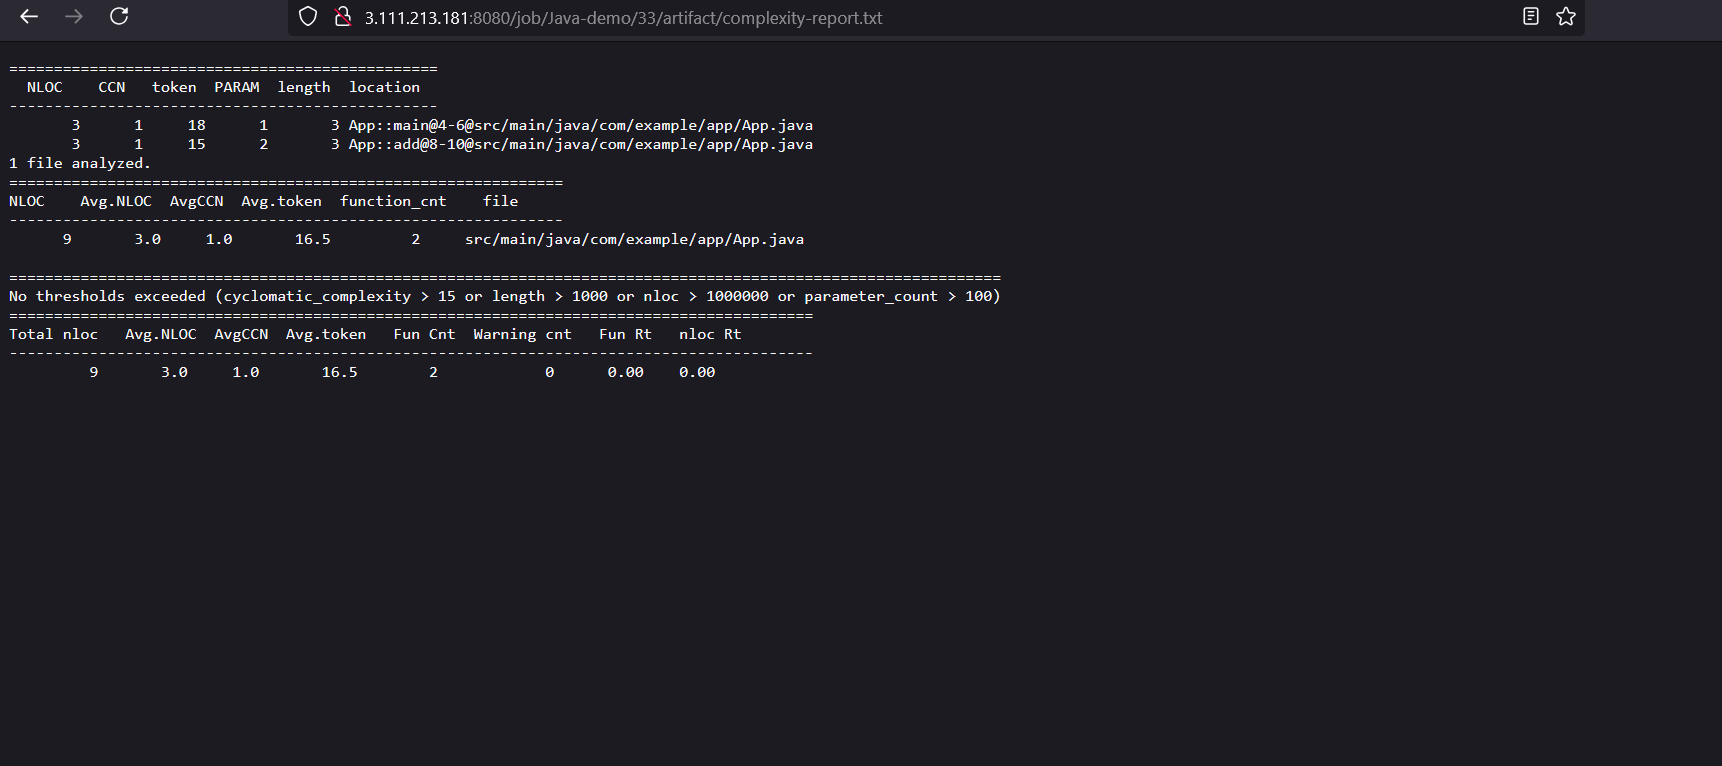 3.111.213.181:8080/job/Java-demo/33/artifact/complexity-report.txt
================================================
  NLOC    CCN   token  PARAM  length  location
------------------------------------------------
       3      1     18      1       3 App::main@4-6@src/main/java/com/example/app/App.java
       3      1     15      2       3 App::add@8-10@src/main/java/com/example/app/App.java
1 file analyzed.
==============================================================
NLOC    Avg.NLOC  AvgCCN  Avg.token  function_cnt    file
--------------------------------------------------------------
      9       3.0     1.0       16.5         2     src/main/java/com/example/app/App.java
===============================================================================================================
No thresholds exceeded (cyclomatic_complexity > 15 or length > 1000 or nloc > 1000000 or parameter_count > 100)
==========================================================================================
Total nloc   Avg.NLOC  AvgCCN  Avg.token   Fun Cnt  Warning cnt   Fun Rt   nloc Rt
------------------------------------------------------------------------------------------
         9       3.0     1.0       16.5        2            0      0.00    0.00